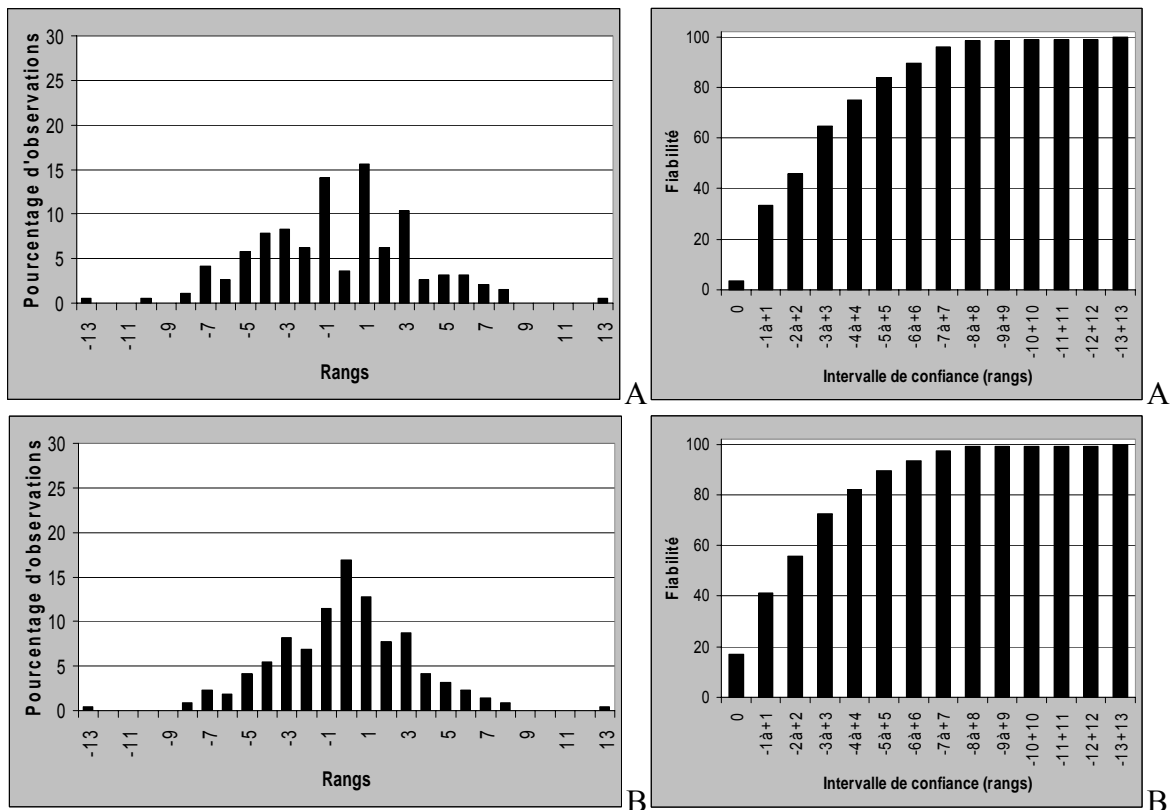 Pourcentage d'observations
30
25
20
15
10
5
0
-13
-11
-9
-7
-5
-3
-1
1
3
5
7
9
11
13
Rangs
A
Fiabilité
100
80
60
40
20
0
0
-1à+1
-2à+2
-3à+3
-4à+4
-5à+5
-6à+6
-7à+7
-8à+8
-9à+9
-10+10
-11+11
-12+12
-13+13
Intervalle de confiance (rangs)
A
Pourcentage d'observations
30
25
20
15
10
5
0
-13
-11
-9
-7
-5
-3
-1
1
3
5
7
9
11
13
Rangs
B
Fiabilité
100
80
60
40
20
0
0
-1à+1
-2à+2
-3à+3
-4à+4
-5à+5
-6à+6
-7à+7
-8à+8
-9à+9
-10+10
-11+11
-12+12
-13+13
Intervalle de confiance (rangs)
B